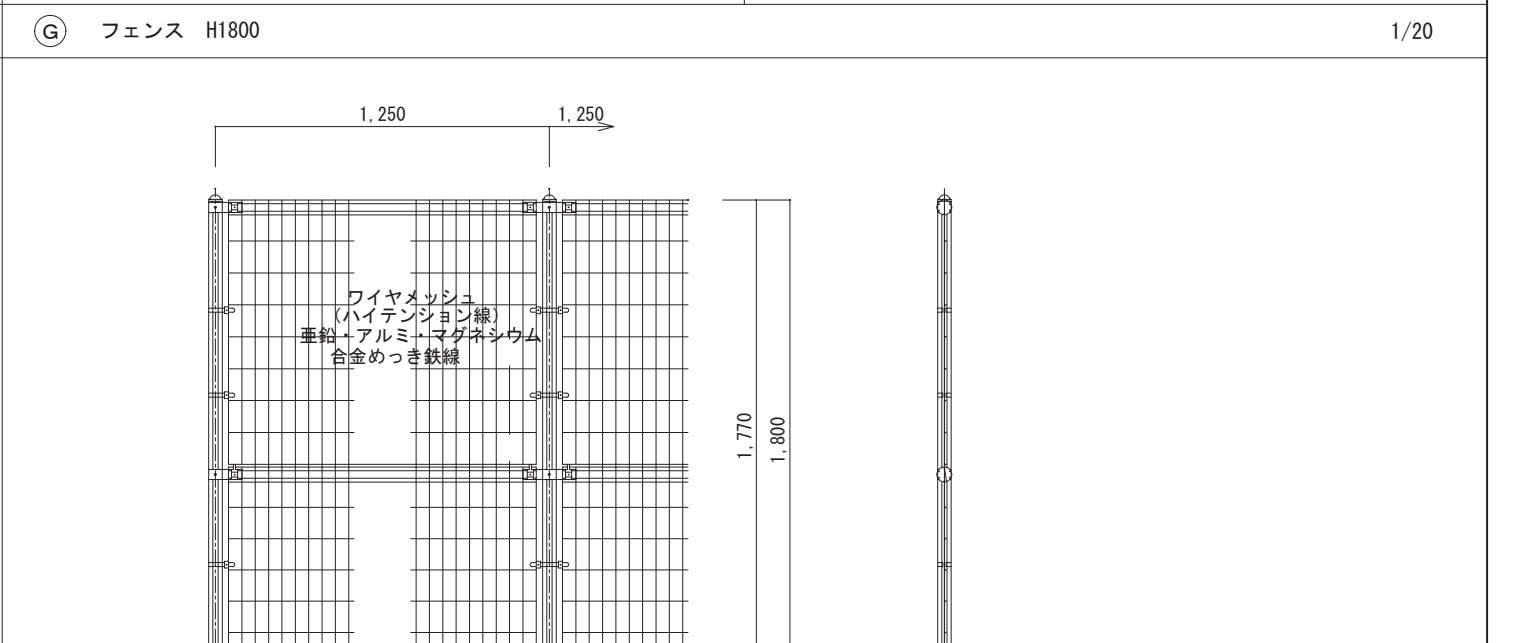 G フェンス H1800 1/20
1,250 1,250
ワイヤメッシュ
(ハイテンション線)
亜鉛・アルミ・マグネシウム
合金めっき鉄線
1,770
1,800